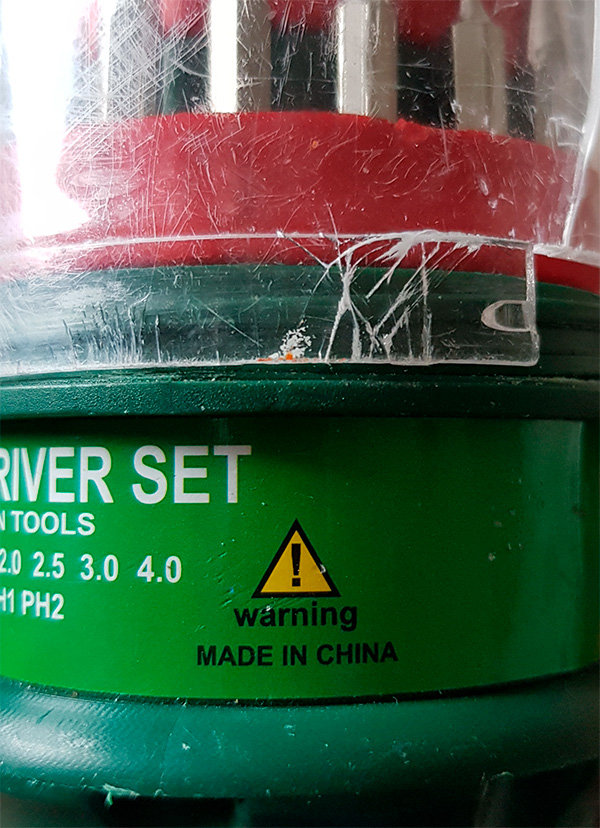 RIVER SET
N TOOLS
2.0 2.5 3.0 4.0
H1 PH2
!
warning
MADE IN CHINA